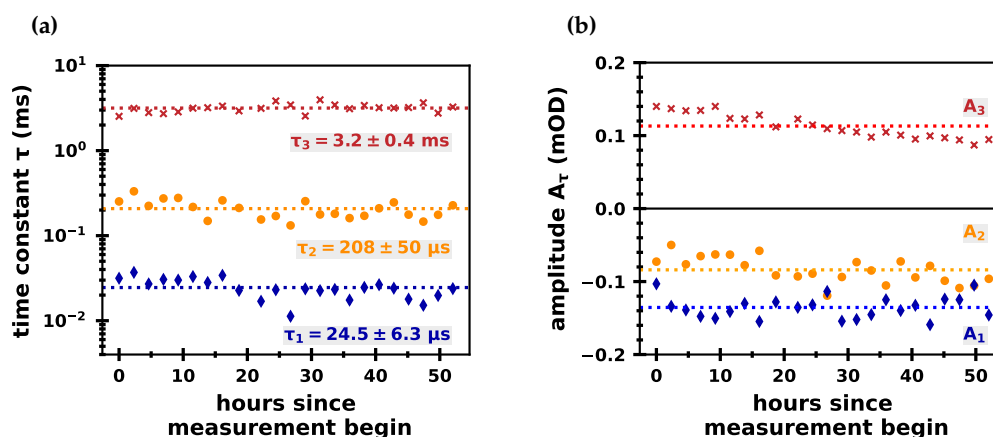 (a)
(b)
time constant τ (ms)
10¹
10⁰
10⁻¹
10⁻²
τ₃ = 3.2 ± 0.4 ms
τ₂ = 208 ± 50 µs
τ₁ = 24.5 ± 6.3 µs
0 10 20 30 40 50
hours since
measurement begin
amplitude A_τ (mOD)
0.2
0.1
0.0
−0.1
−0.2
A₃
A₂
A₁
0 10 20 30 40 50
hours since
measurement begin